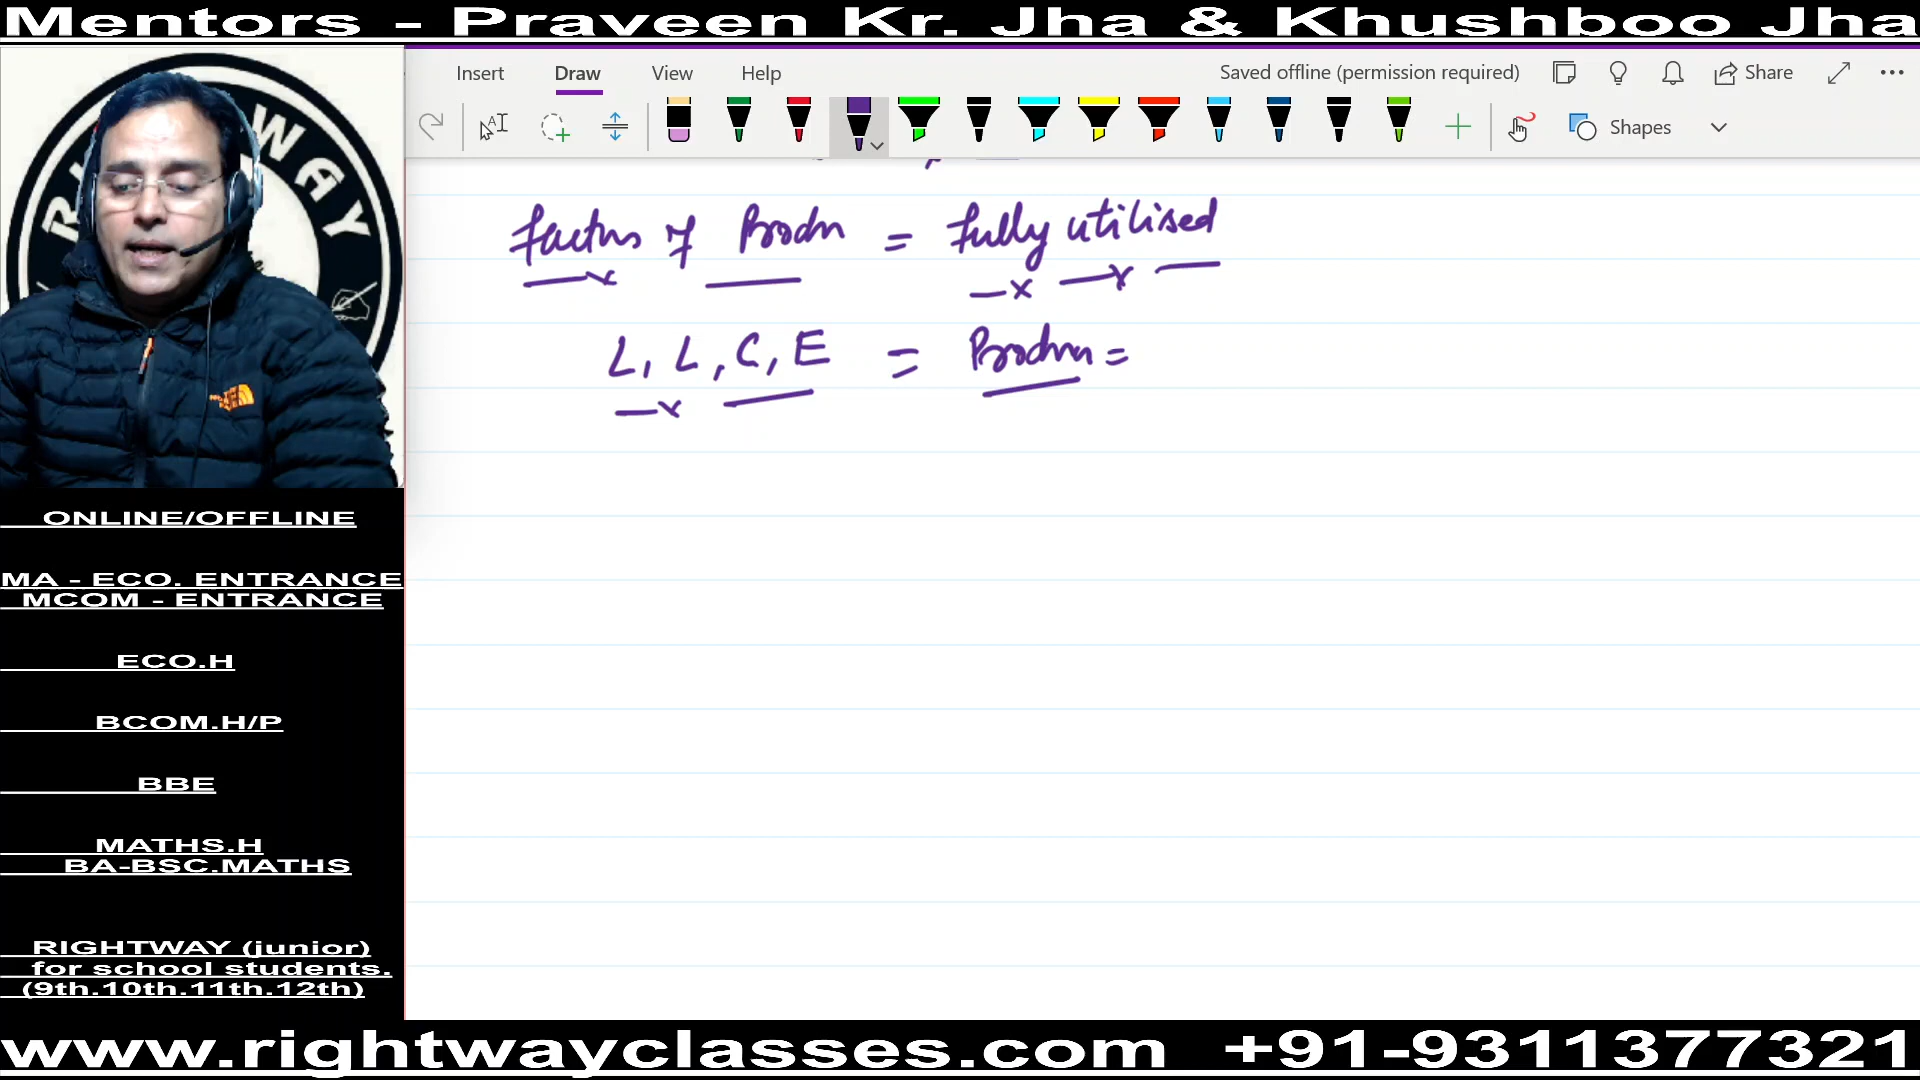 Mentors - Praveen Kr. Jha & Khushboo Jha
Insert Draw View Help Saved offline (permission required) Share
Shapes
factors of Prodn = fully utilised
L, L, C, E = Prodn =
RIGHTWAY
ONLINE/OFFLINE
MA - ECO. ENTRANCE
MCOM - ENTRANCE
ECO.H
BCOM.H/P
BBE
MATHS.H
BA-BSC.MATHS
RIGHTWAY (junior)
for school students.
(9th.10th.11th.12th)
www.rightwayclasses.com +91-9311377321